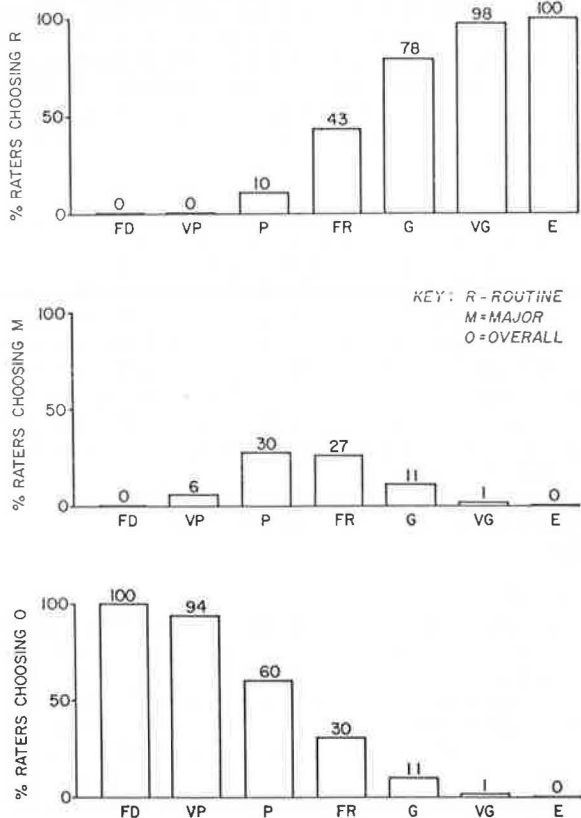 % RATERS CHOOSING R
100
50
0
0 0 10 43 78 98 100
FD VP P FR G VG E
KEY: R - ROUTINE
M = MAJOR
O = OVERALL
% RATERS CHOOSING M
100
50
0
0 6 30 27 11 1 0
FD VP P FR G VG E
% RATERS CHOOSING O
100
50
0
100 94 60 30 11 1 0
FD VP P FR G VG E